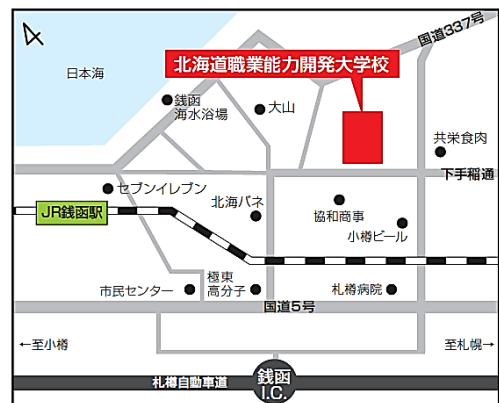 国道337号
日本海
北海道職業能力開発大学校
銭函
海水浴場
大山
共栄食肉
下手稲通
セブンイレブン
JR銭函駅
北海バネ
協和商事
小樽ビール
市民センター
極東
高分子
札樽病院
国道5号
←至小樽
至札幌→
札樽自動車道
銭函
I.C.